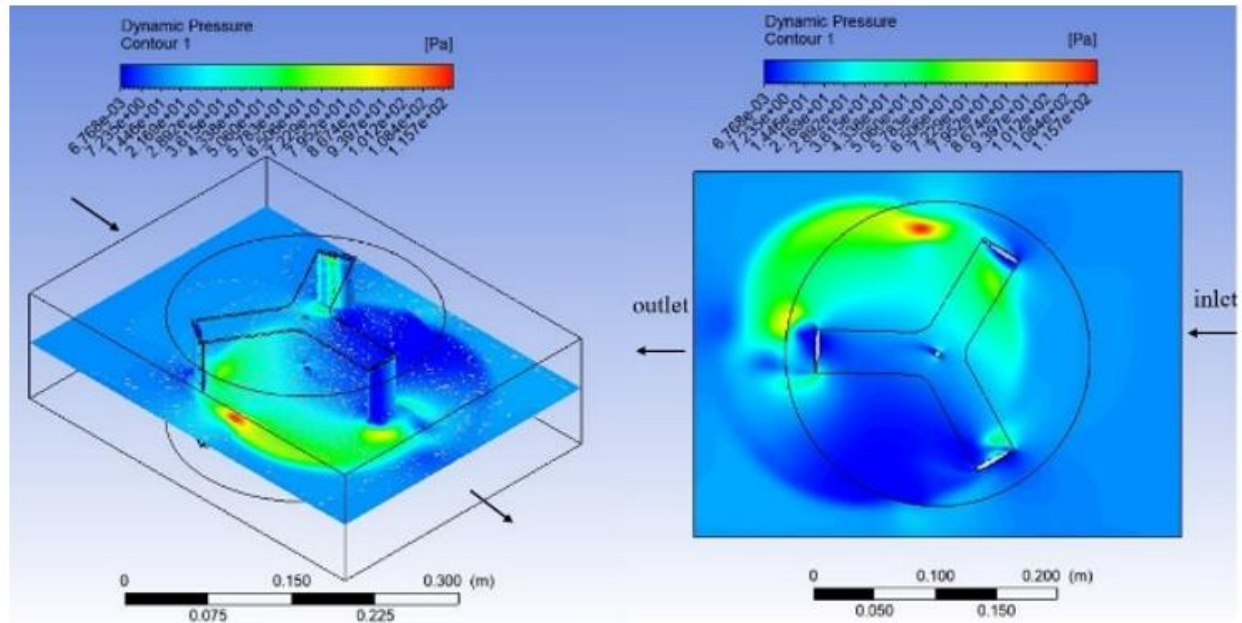 Dynamic Pressure
Contour 1
[Pa]
6.768e-03
7.235e+00
1.446e+01
2.169e+01
2.892e+01
3.615e+01
4.338e+01
5.060e+01
5.783e+01
6.506e+01
7.229e+01
7.952e+01
8.674e+01
9.397e+01
1.012e+02
1.084e+02
1.157e+02
0 0.150 0.300 (m)
0.075 0.225
Dynamic Pressure
Contour 1
[Pa]
6.768e-03
7.235e+00
1.446e+01
2.169e+01
2.892e+01
3.615e+01
4.338e+01
5.060e+01
5.783e+01
6.506e+01
7.229e+01
7.952e+01
8.674e+01
9.397e+01
1.012e+02
1.084e+02
1.157e+02
outlet
inlet
0 0.100 0.200 (m)
0.050 0.150